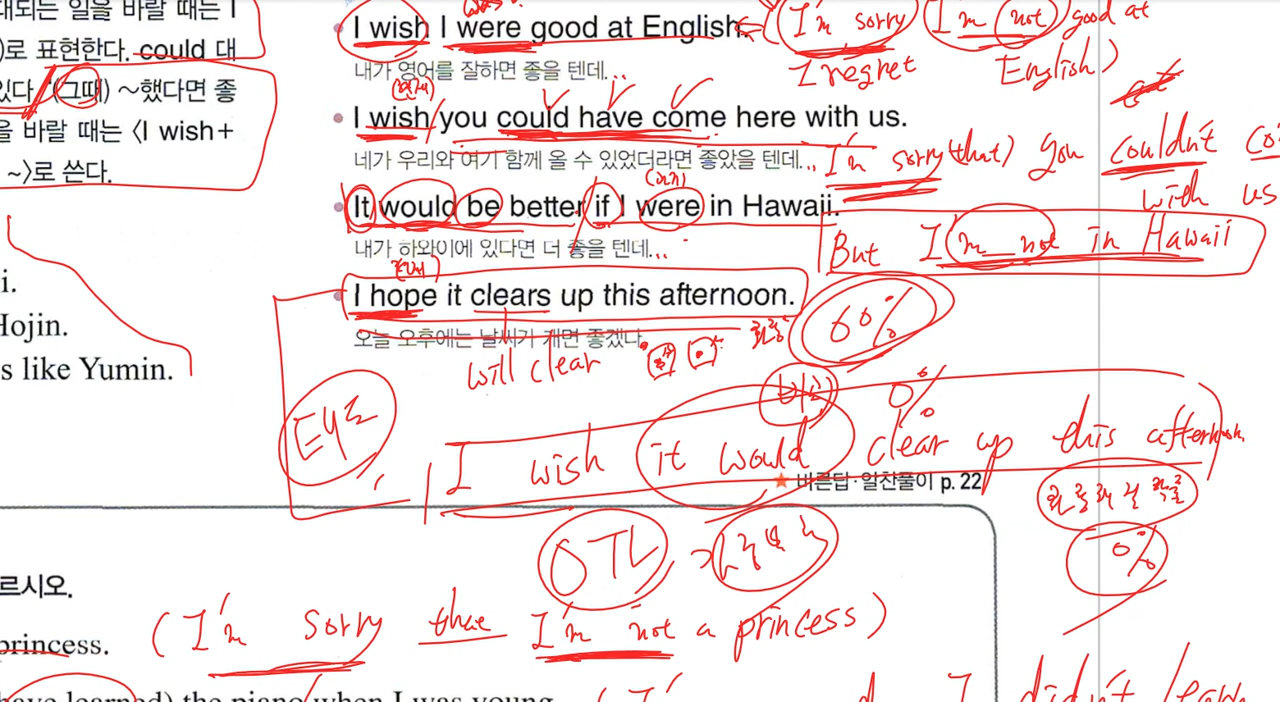 대되는 일을 바랄 때는 I
)로 표현한다. could 대
있다. (그때) ~했다면 좋
을 바랄 때는 〈I wish+
~〉로 쓴다.
i.
Hojin.
s like Yumin.
I wish I were good at English.
(I'm sorry I'm not good at
I regret English)
내가 영어를 잘하면 좋을 텐데...
(현재)
I wish you could have come here with us.
네가 우리와 여기 함께 올 수 있었더라면 좋았을 텐데...
I'm sorry (that) you couldn't co
with us
It would be better if I were in Hawaii.
내가 하와이에 있다면 더 좋을 텐데...
But I'm not in Hawaii
I hope it clears up this afternoon.
오늘 오후에는 날씨가 개면 좋겠다.
will clear
60%
0%
I wish it would clear up this afternoon.
★ 바른답·알찬풀이 p. 22
0%
OTL
르시오.
princess. (I'm sorry that I'm not a princess)
have learned) the piano when I was young.
I didn't learn